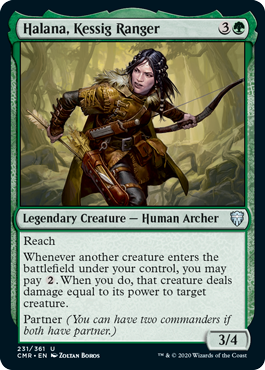 Halana, Kessig Ranger 3
Legendary Creature — Human Archer
Reach
Whenever another creature enters the
battlefield under your control, you may
pay 2. When you do, that creature deals
damage equal to its power to target
creature.
Partner (You can have two commanders if
both have partner.)
3/4
231/361 U
CMR • EN Zoltan Boros
™ & © 2020 Wizards of the Coast